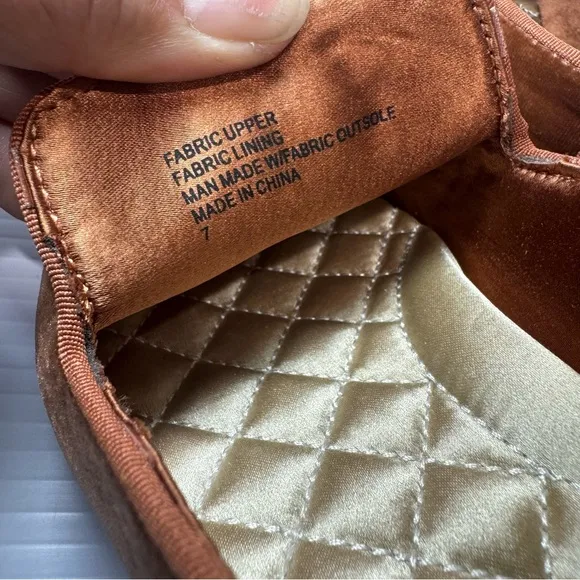 FABRIC UPPER
FABRIC LINING
MAN MADE W/FABRIC OUTSOLE
MADE IN CHINA
7